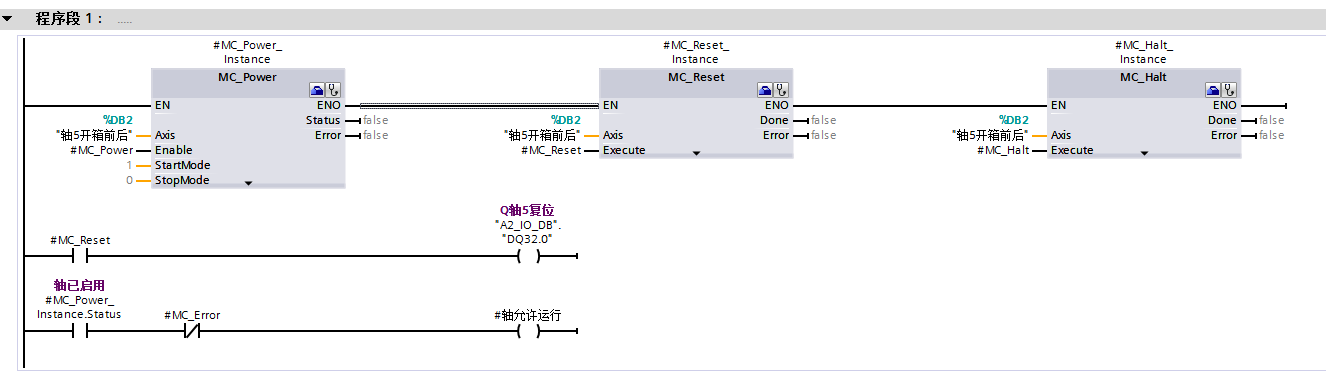 程序段 1： .....
#MC_Power_
Instance
MC_Power
EN
ENO
%DB2
Status
false
"轴5开箱前后"
Axis
Error
false
#MC_Power
Enable
1
StartMode
0
StopMode
#MC_Reset_
Instance
MC_Reset
EN
ENO
%DB2
Done
false
"轴5开箱前后"
Axis
Error
false
#MC_Reset
Execute
#MC_Halt_
Instance
MC_Halt
EN
ENO
%DB2
Done
false
"轴5开箱前后"
Axis
Error
false
#MC_Halt
Execute
#MC_Reset
Q轴5复位
"A2_IO_DB".
"DQ32.0"
轴已启用
#MC_Power_
Instance.Status
#MC_Error
#轴允许运行